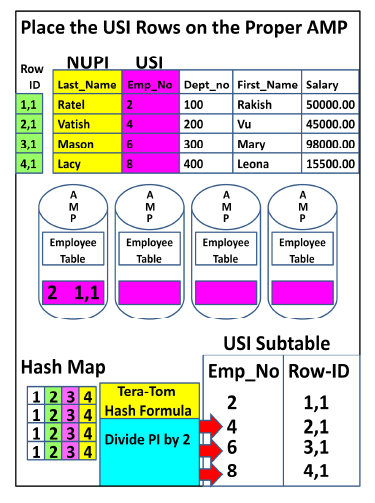 Place the USI Rows on the Proper AMP
NUPI USI
Row ID Last_Name Emp_No Dept_no First_Name Salary
1,1 Ratel 2 100 Rakish 50000.00
2,1 Vatish 4 200 Vu 45000.00
3,1 Mason 6 300 Mary 98000.00
4,1 Lacy 8 400 Leona 15500.00
A A A A
M M M M
P P P P
Employee Employee Employee Employee
Table Table Table Table
2 1,1
USI Subtable
Hash Map
Emp_No Row-ID
Tera-Tom
Hash Formula
Divide PI by 2
1 2 3 4
1 2 3 4
1 2 3 4
1 2 3 4
2 1,1
4 2,1
6 3,1
8 4,1